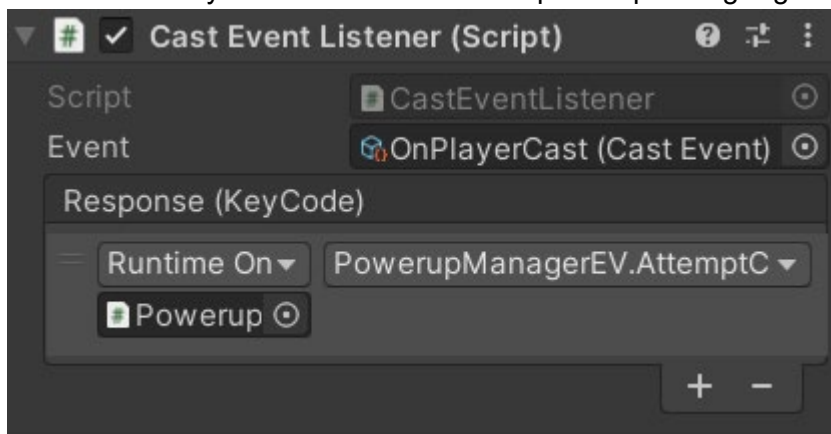 Cast Event Listener (Script)
Script CastEventListener
Event OnPlayerCast (Cast Event)
Response (KeyCode)
Runtime On PowerupManagerEV.AttemptC
Powerup